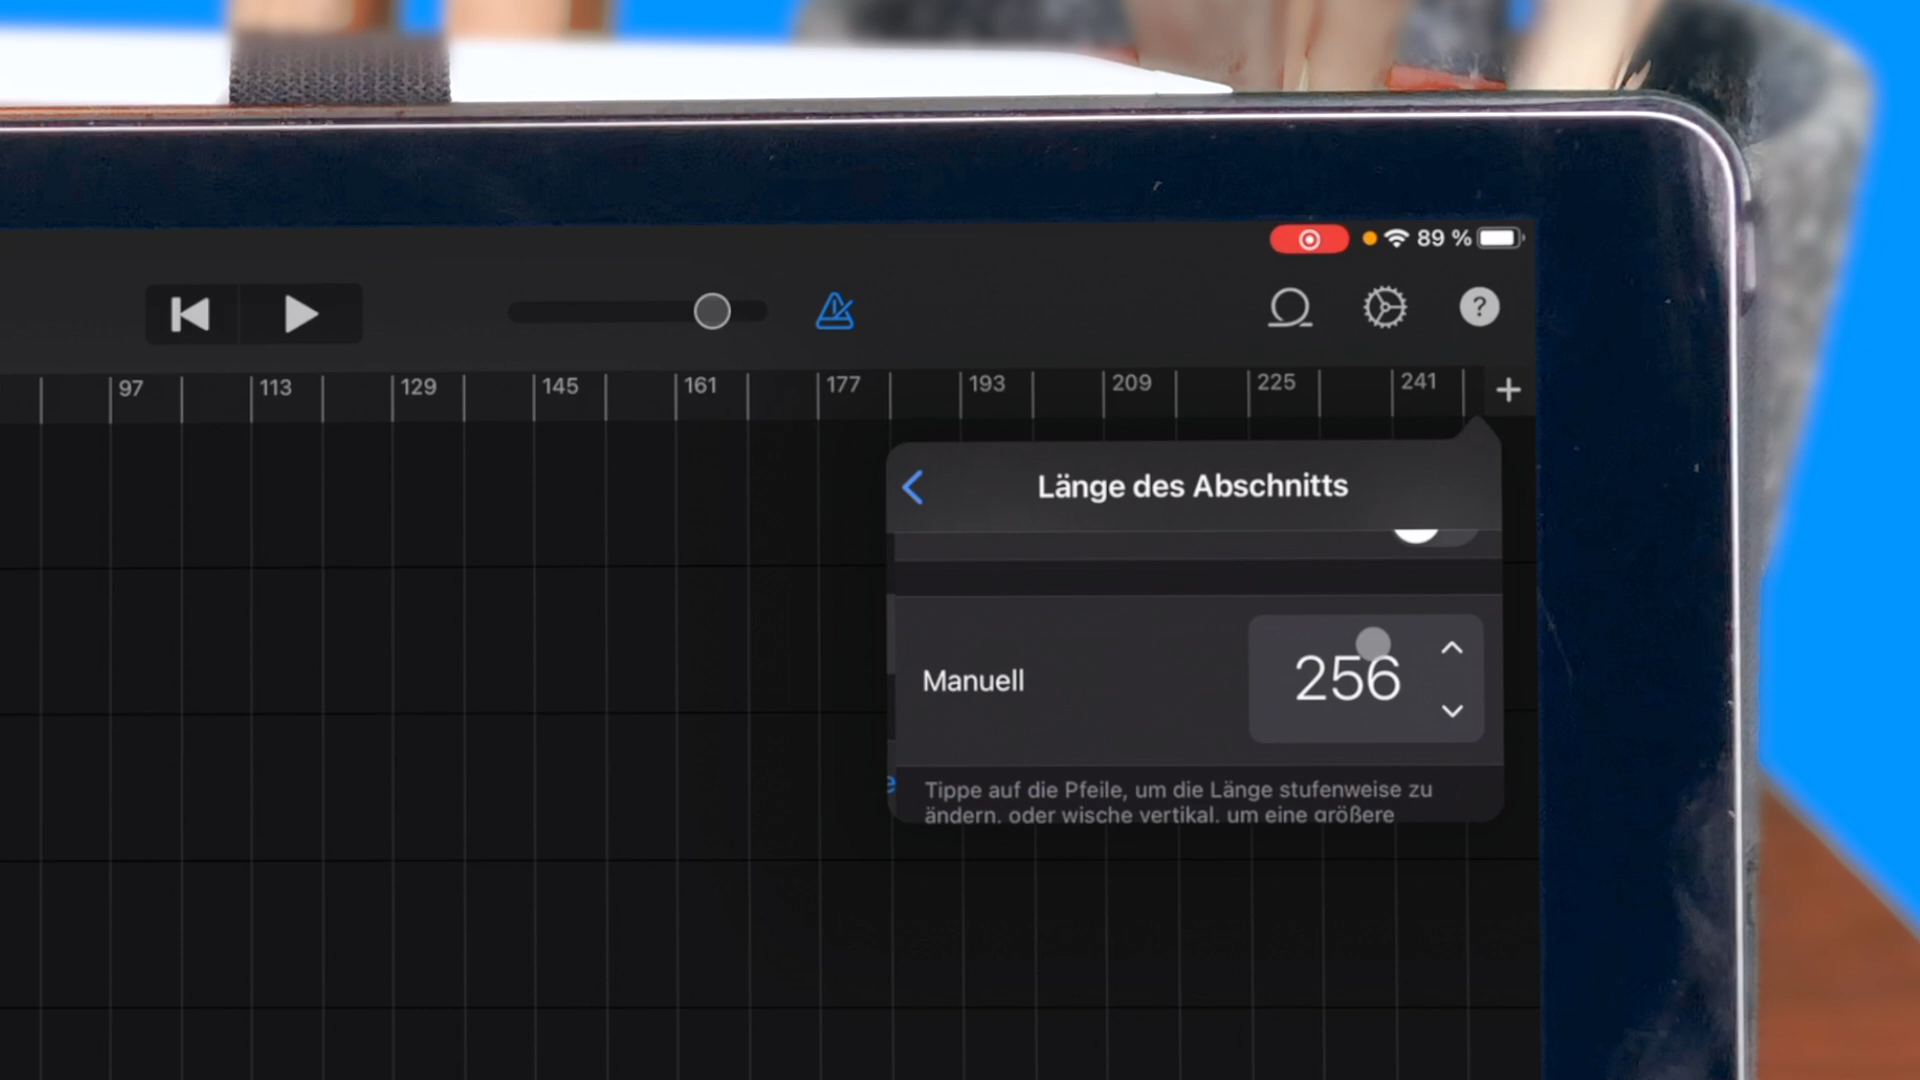 89 %
?
97 113 129 145 161 177 193 209 225 241 +
Länge des Abschnitts
Manuell
256
e
Tippe auf die Pfeile, um die Länge stufenweise zu
ändern, oder wische vertikal, um eine größere